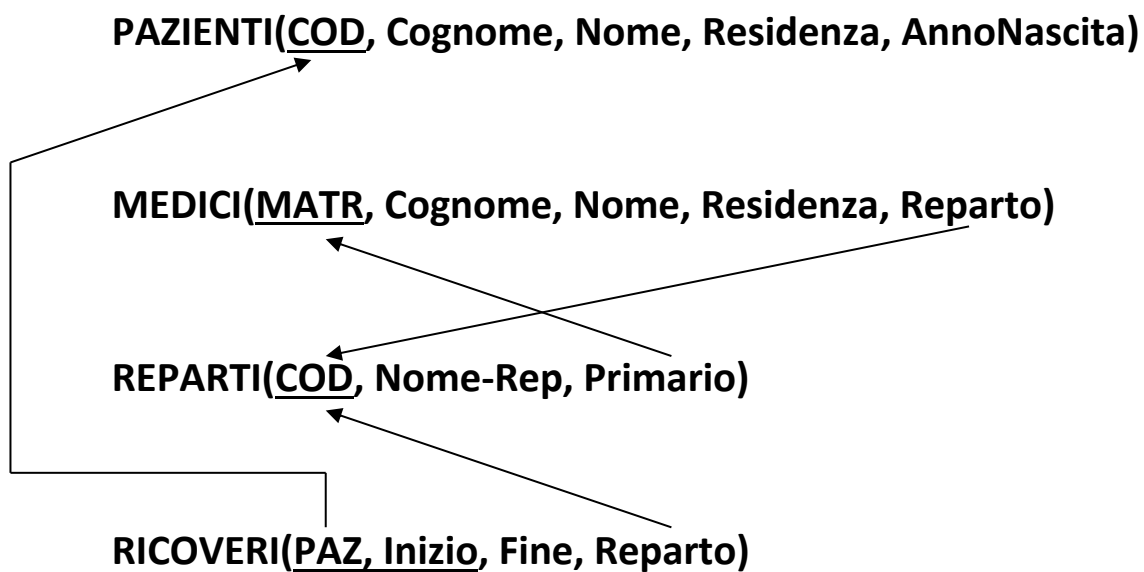 PAZIENTI(COD, Cognome, Nome, Residenza, AnnoNascita)
MEDICI(MATR, Cognome, Nome, Residenza, Reparto)
REPARTI(COD, Nome-Rep, Primario)
RICOVERI(PAZ, Inizio, Fine, Reparto)